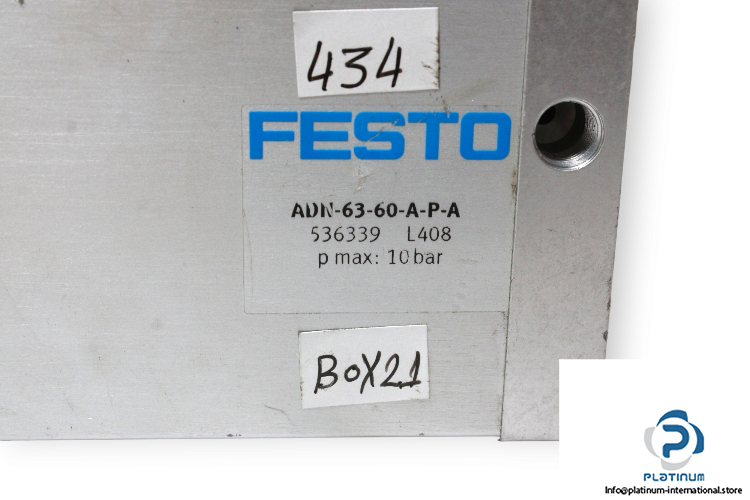 434
FESTO
ADN-63-60-A-P-A
536339 L408
p max: 10 bar
BOX21
PLATINUM
Info@platinum-international.store